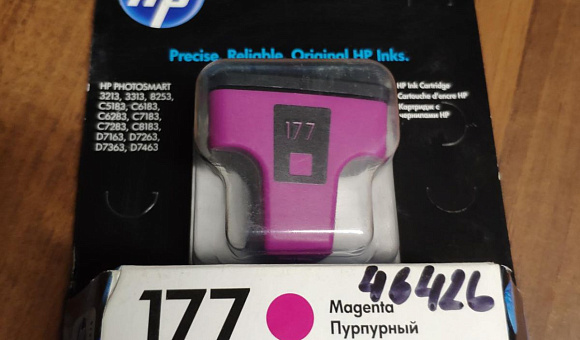 hp
Precise. Reliable. Original HP Inks.
HP PHOTOSMART
3213, 3313, 8253,
C5183, C6183,
C6283, C7183,
C7283, C8183,
D7163, D7263,
D7363, D7463
HP Ink Cartridge
Cartouche d'encre HP
Картридж с
чернилами HP
177
177
Magenta
Пурпурный
46426